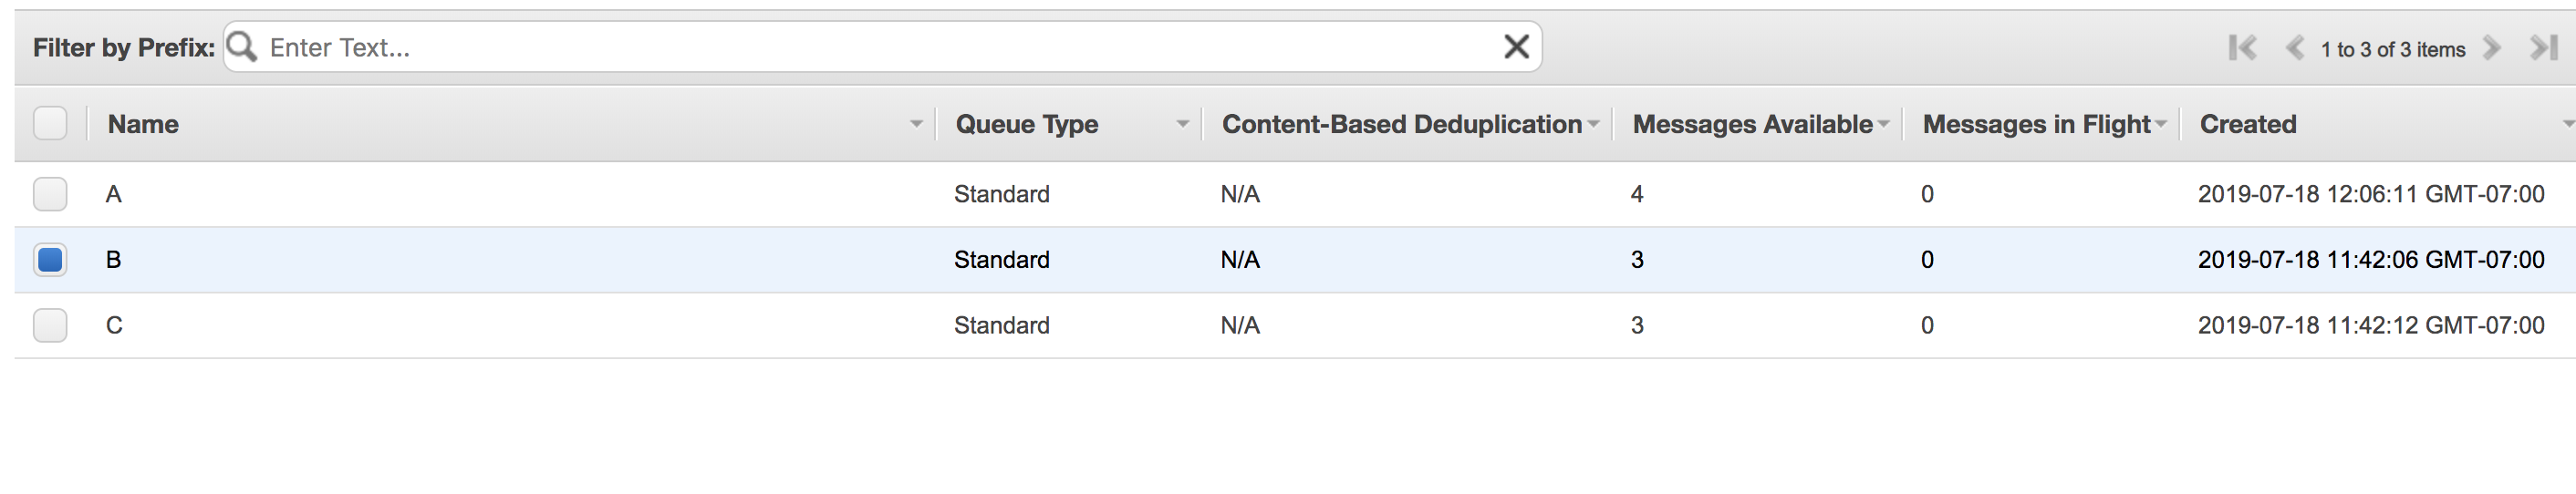 Filter by Prefix: Enter Text... 1 to 3 of 3 items
Name Queue Type Content-Based Deduplication Messages Available Messages in Flight Created
A Standard N/A 4 0 2019-07-18 12:06:11 GMT-07:00
B Standard N/A 3 0 2019-07-18 11:42:06 GMT-07:00
C Standard N/A 3 0 2019-07-18 11:42:12 GMT-07:00